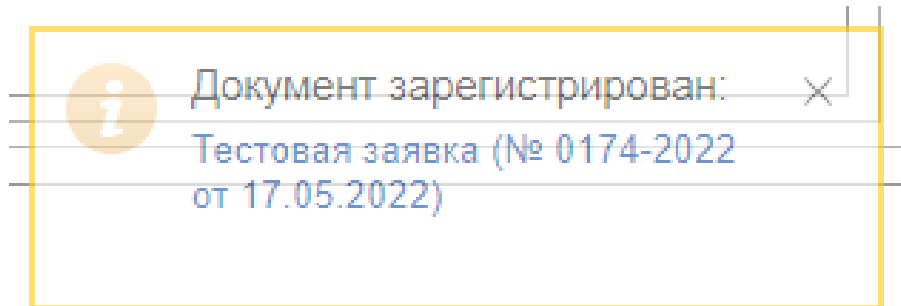 Документ зарегистрирован:
Тестовая заявка (№ 0174-2022
от 17.05.2022)